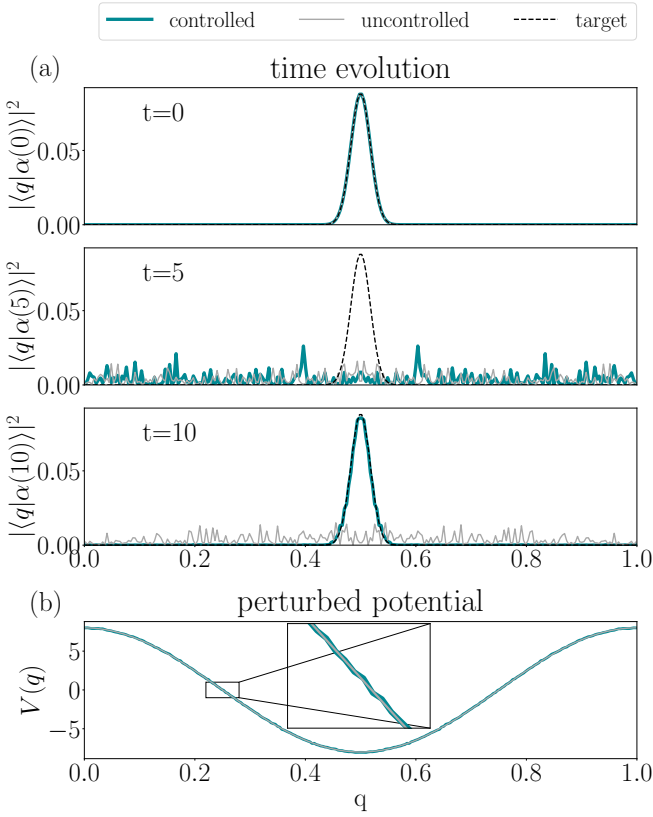 controlled uncontrolled target
(a) time evolution
t=0
|⟨q|α(0)⟩|²
0.05
0.00
t=5
|⟨q|α(5)⟩|²
0.05
0.00
t=10
|⟨q|α(10)⟩|²
0.05
0.00
0.0 0.2 0.4 0.6 0.8 1.0
(b) perturbed potential
V(q)
5
0
−5
0.0 0.2 0.4 0.6 0.8 1.0
q